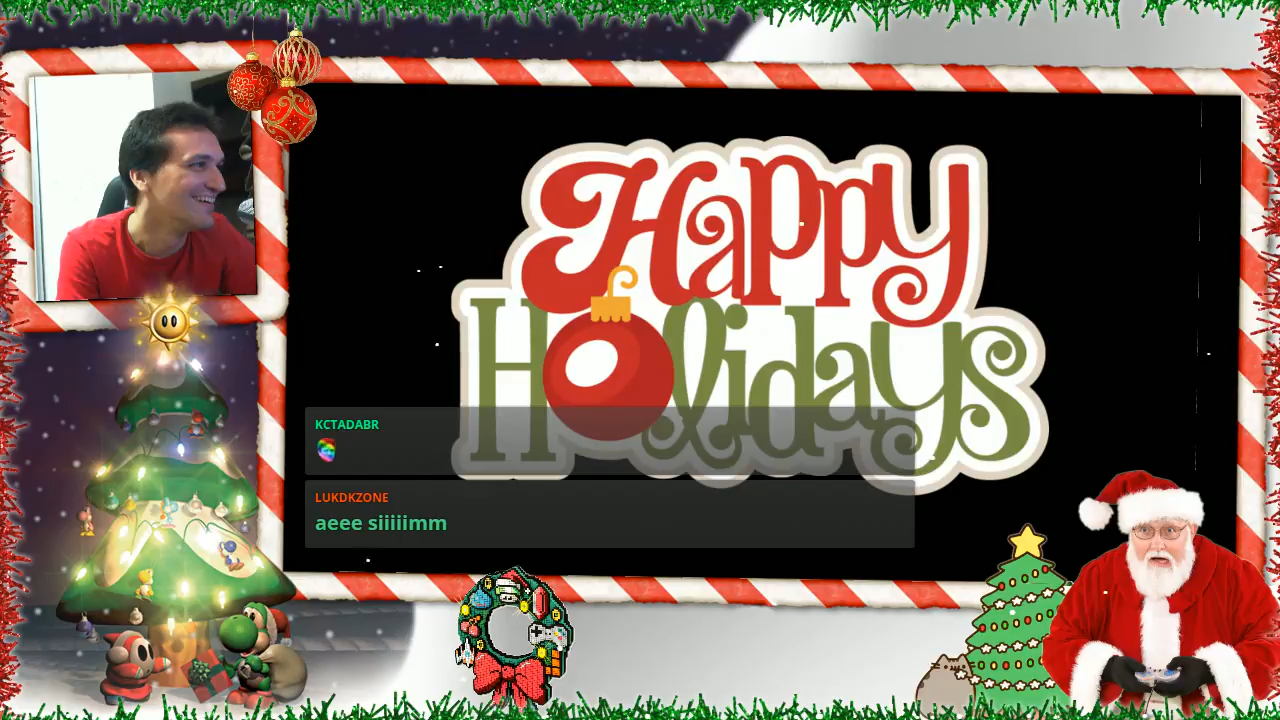 Happy
Holidays
KCTADABR
LUKDKZONE
aeee siiiiimm